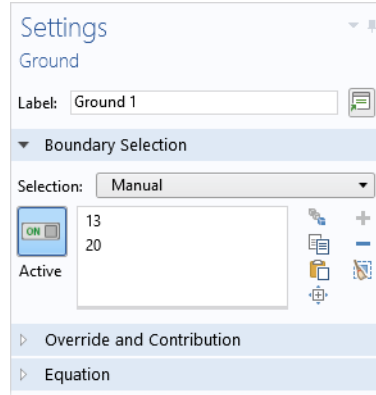 Settings
Ground
Label: Ground 1
Boundary Selection
Selection: Manual
ON
13
20
Active
Override and Contribution
Equation